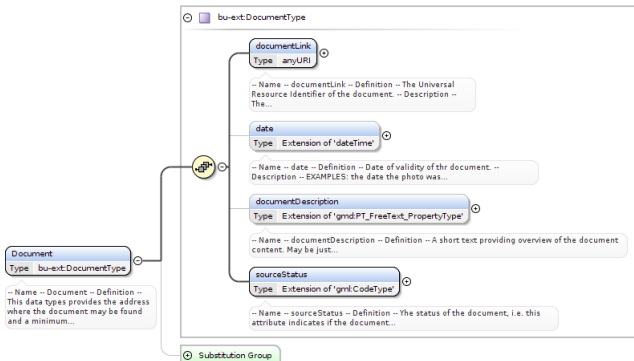 bu-ext:DocumentType
documentLink
Type anyURI
-- Name -- documentLink -- Definition -- The Universal
Resource Identifier of the document. -- Description --
The...
date
Type Extension of 'dateTime'
-- Name -- date -- Definition -- Date of validity of thr document. --
Description -- EXAMPLES: the date the photo was...
documentDescription
Type Extension of 'gmd:PT_FreeText_PropertyType'
-- Name -- documentDescription -- Definition -- A short text providing overview of the document
content. May be just...
Document
Type bu-ext:DocumentType
-- Name -- Document -- Definition --
This data types provides the address
where the document may be found
and a minimum...
sourceStatus
Type Extension of 'gml:CodeType'
-- Name -- sourceStatus -- Definition -- Yhe status of the document, i.e. this
attribute indicates if the document...
Substitution Group